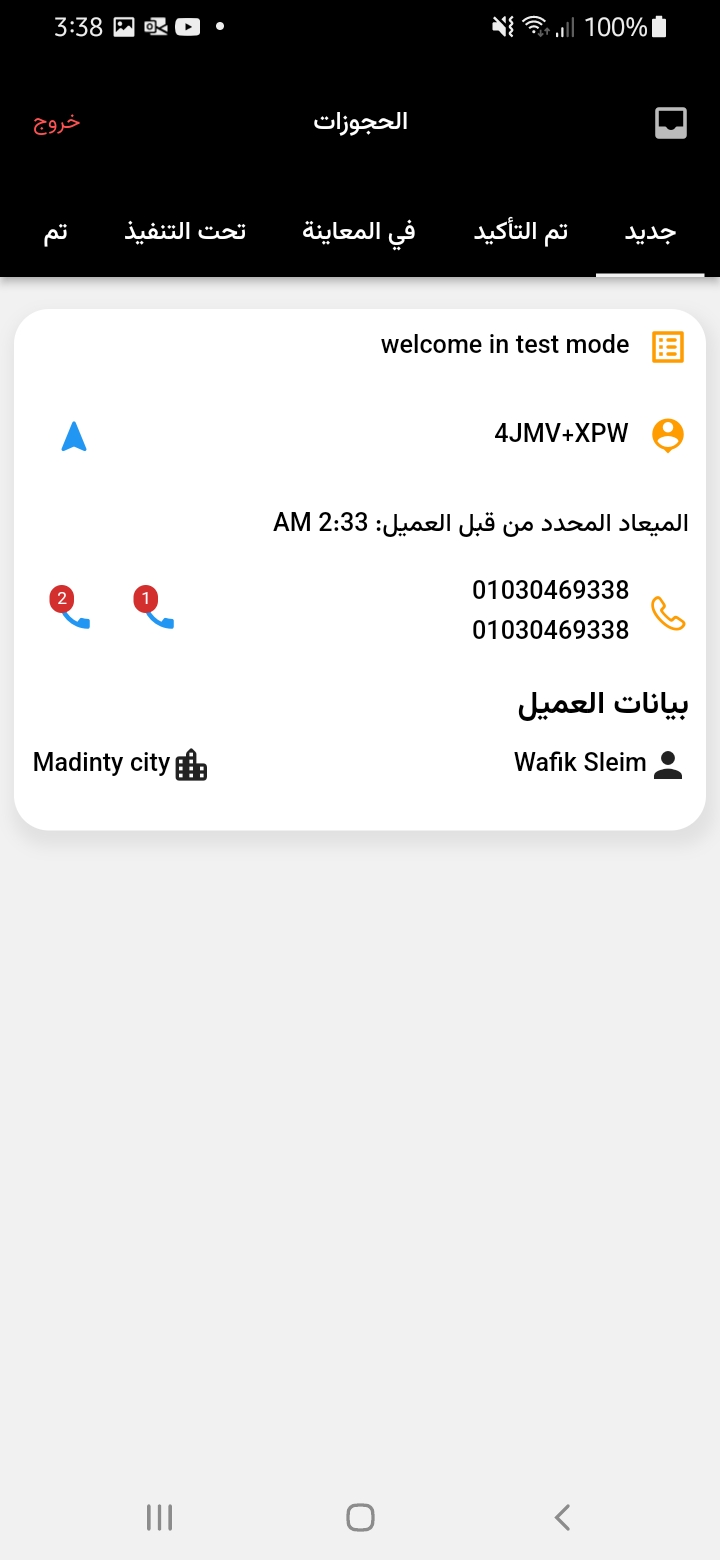 3:38 100%
الحجوزات
خروج
جديد
تم التأكيد
في المعاينة
تحت التنفيذ
تم
welcome in test mode
4JMV+XPW
الميعاد المحدد من قبل العميل: 2:33 AM
01030469338
01030469338
1
2
بيانات العميل
Wafik Sleim
Madinty city